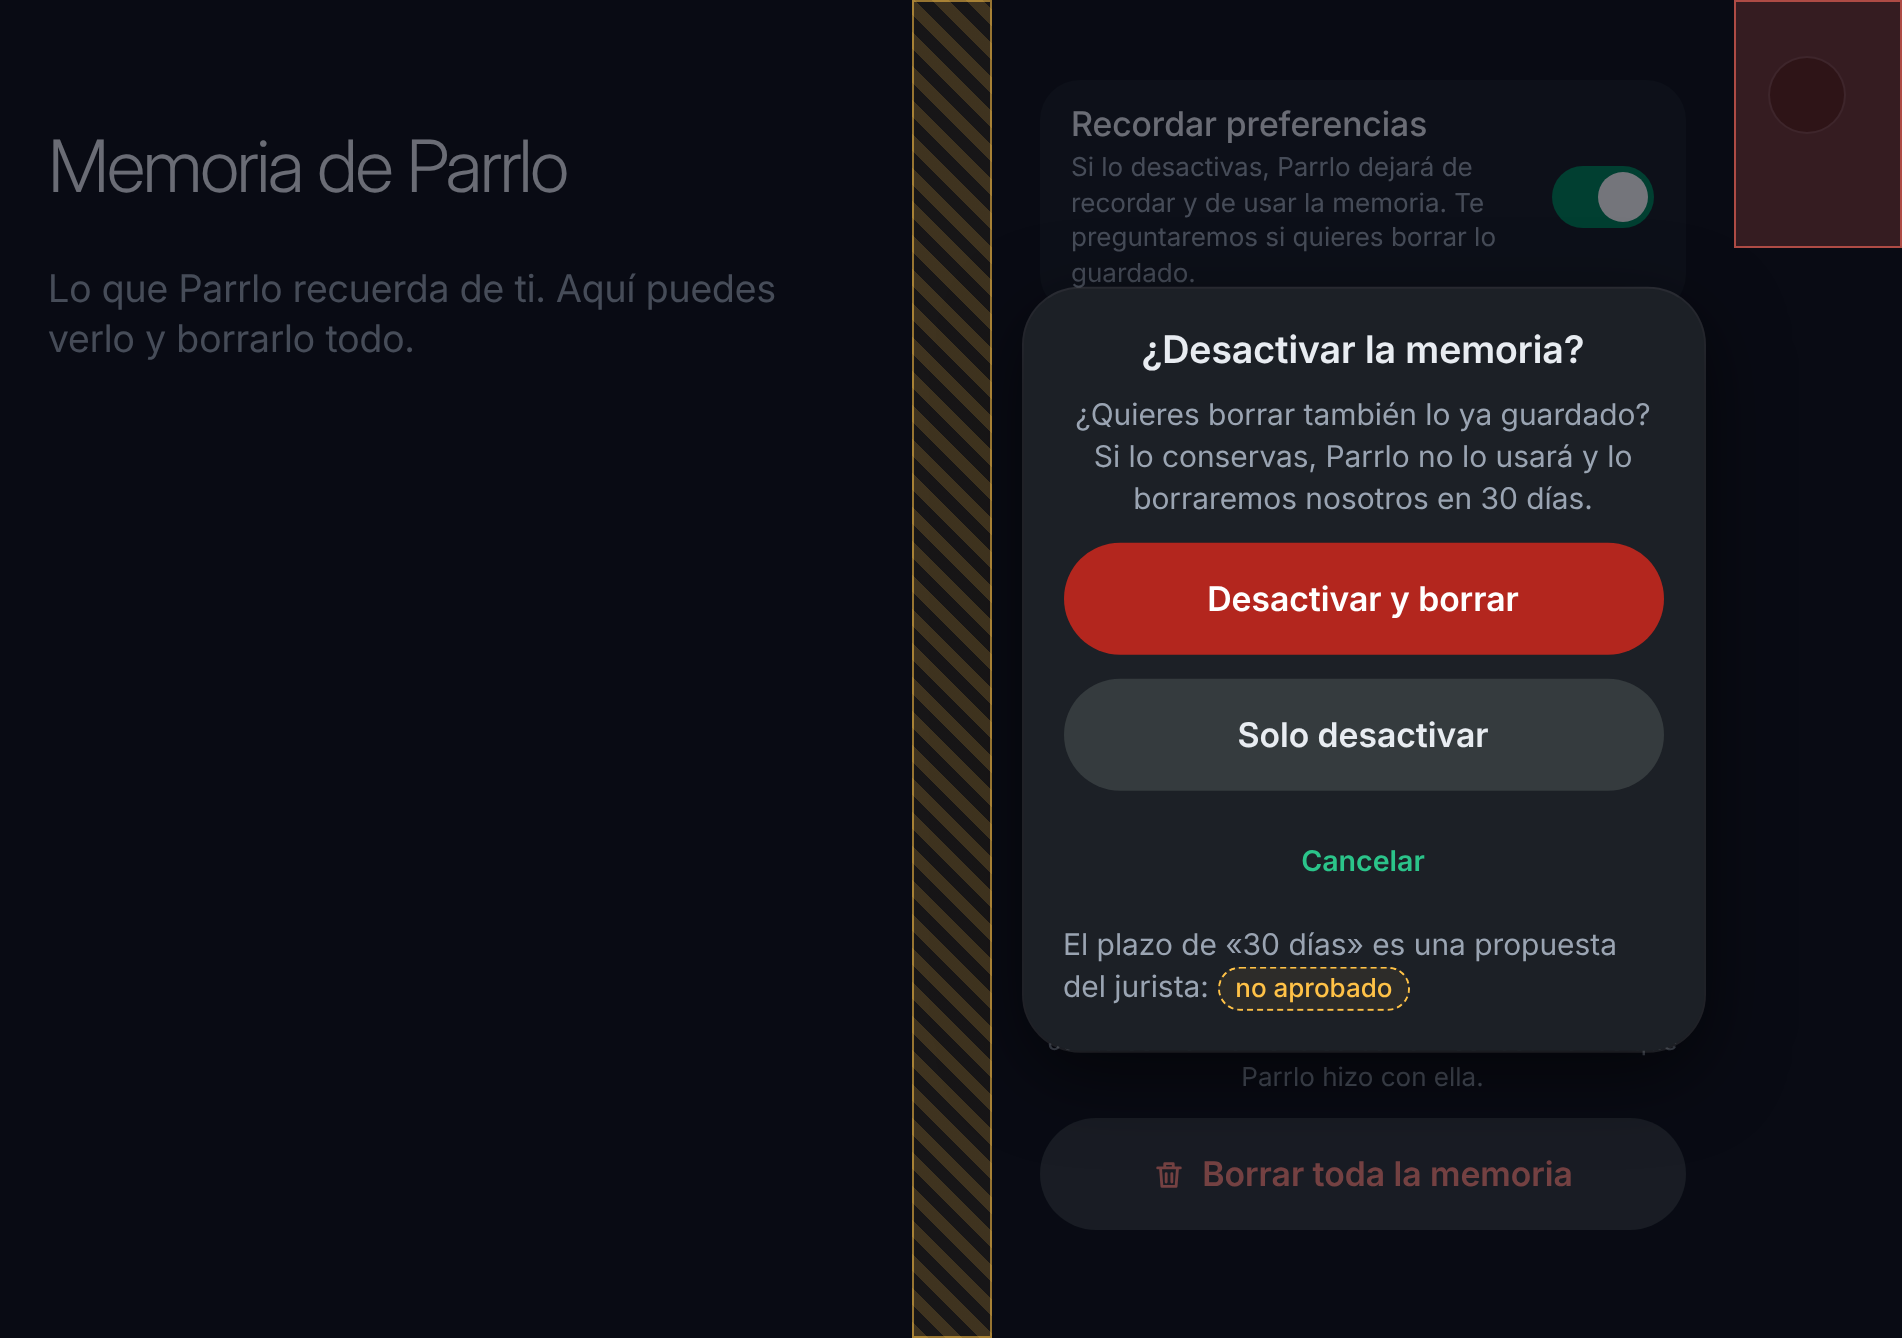 Memoria de Parrlo
Lo que Parrlo recuerda de ti. Aquí puedes
verlo y borrarlo todo.
Recordar preferencias
Si lo desactivas, Parrlo dejará de
recordar y de usar la memoria. Te
preguntaremos si quieres borrar lo
guardado.
¿Desactivar la memoria?
¿Quieres borrar también lo ya guardado?
Si lo conservas, Parrlo no lo usará y lo
borraremos nosotros en 30 días.
Desactivar y borrar
Solo desactivar
Cancelar
El plazo de «30 días» es una propuesta
del jurista: no aprobado
Parrlo hizo con ella.
Borrar toda la memoria